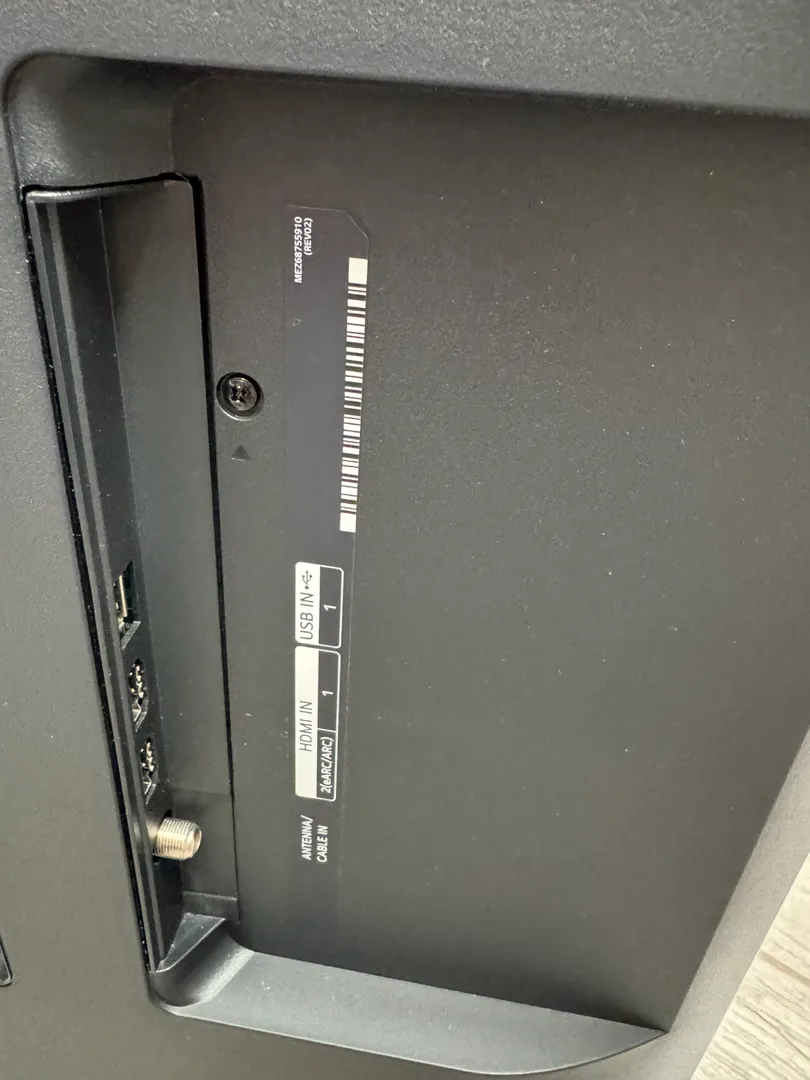 MEZ68755910
(REV02)
USB IN
1
HDMI IN
2(eARC/ARC)
1
ANTENNA/
CABLE IN